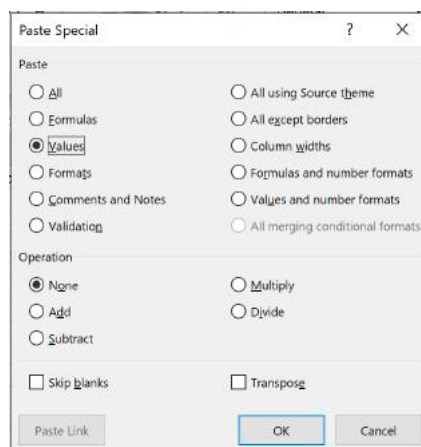 Paste Special ? X
Paste
All
All using Source theme
Formulas
All except borders
Values
Column widths
Formats
Formulas and number formats
Comments and Notes
Values and number formats
Validation
All merging conditional formats
Operation
None
Multiply
Add
Divide
Subtract
Skip blanks
Transpose
Paste Link
OK
Cancel